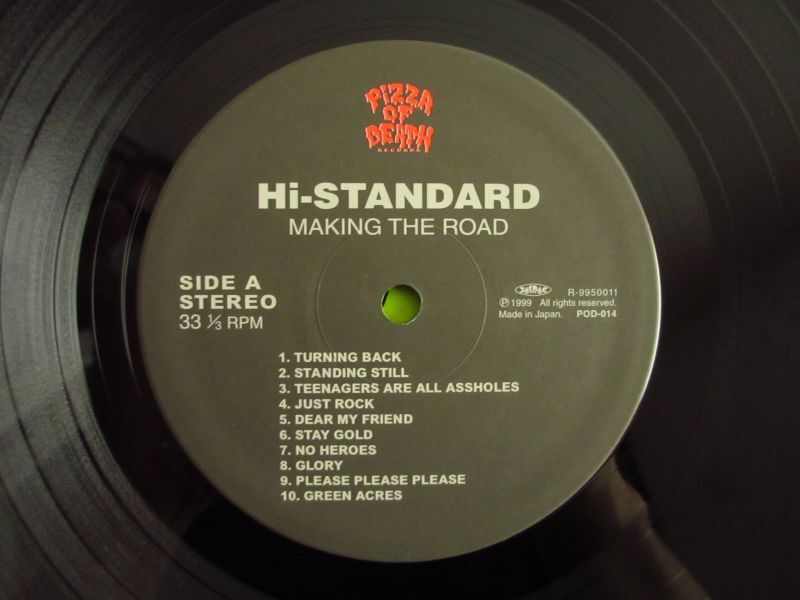 PIZZA
OF
DEATH
RECORDS
Hi-STANDARD
MAKING THE ROAD
SIDE A
STEREO
33 ⅓ RPM
JASRAC R-9950011
℗1999 All rights reserved.
Made in Japan. POD-014
1. TURNING BACK
2. STANDING STILL
3. TEENAGERS ARE ALL ASSHOLES
4. JUST ROCK
5. DEAR MY FRIEND
6. STAY GOLD
7. NO HEROES
8. GLORY
9. PLEASE PLEASE PLEASE
10. GREEN ACRES